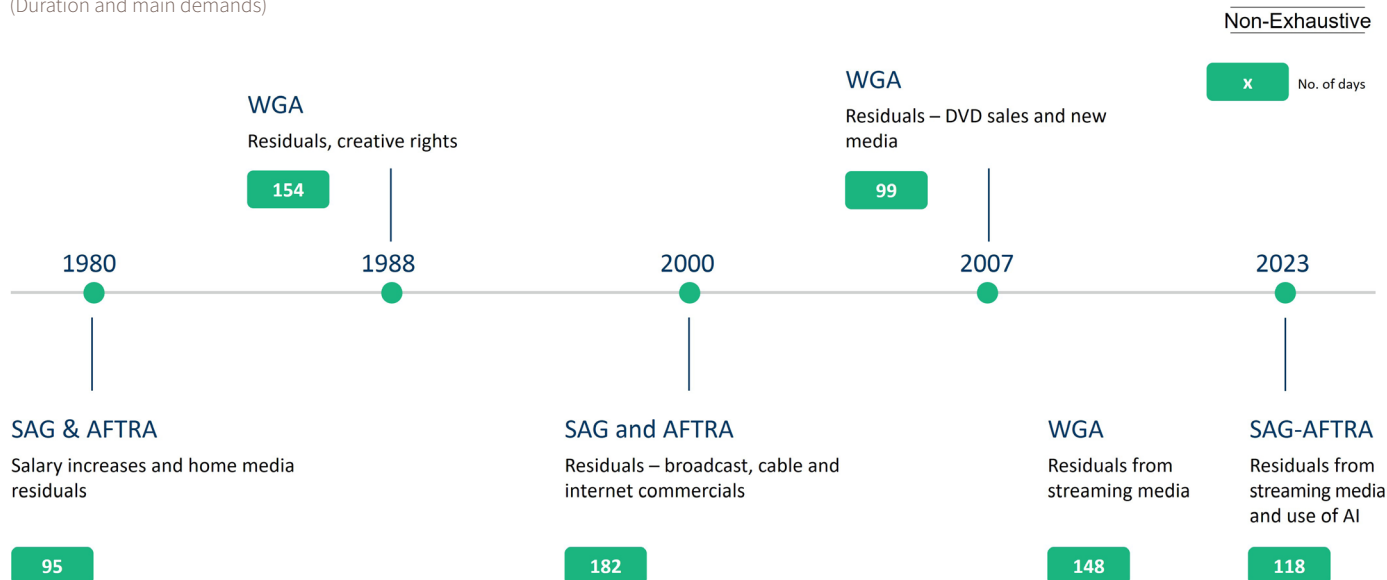 (Duration and main demands)
Non-Exhaustive
x No. of days
WGA
Residuals, creative rights
154
WGA
Residuals – DVD sales and new
media
99
1980
1988
2000
2007
2023
SAG & AFTRA
Salary increases and home media
residuals
95
SAG and AFTRA
Residuals – broadcast, cable and
internet commercials
182
WGA
Residuals from
streaming media
148
SAG-AFTRA
Residuals from
streaming media
and use of AI
118